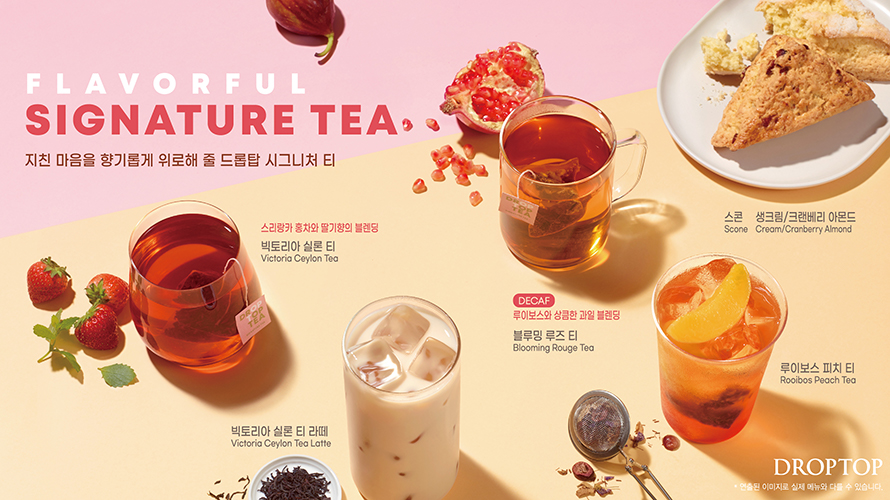 FLAVORFUL
SIGNATURE TEA
지친 마음을 향기롭게 위로해 줄 드롭탑 시그니처 티
스리랑카 홍차와 딸기향의 블렌딩
빅토리아 실론 티
Victoria Ceylon Tea
DECAF
루이보스와 상큼한 과일 블렌딩
블루밍 루즈 티
Blooming Rouge Tea
스콘 생크림/크랜베리 아몬드
Scone Cream/Cranberry Almond
루이보스 피치 티
Rooibos Peach Tea
빅토리아 실론 티 라떼
Victoria Ceylon Tea Latte
DROPTOP
*연출된 이미지로 실제 메뉴와 다를 수 있습니다